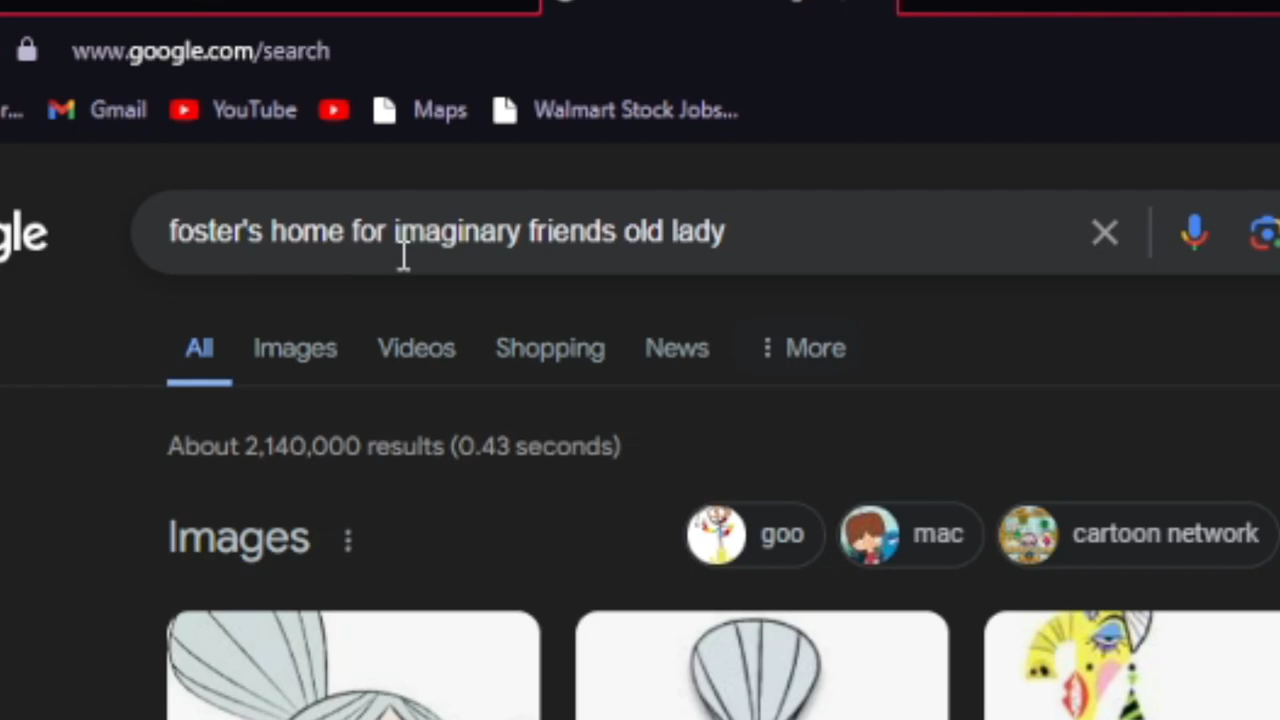 www.google.com/search
r... Gmail YouTube Maps Walmart Stock Jobs...
gle foster's home for imaginary friends old lady
All Images Videos Shopping News More
About 2,140,000 results (0.43 seconds)
Images goo mac cartoon network